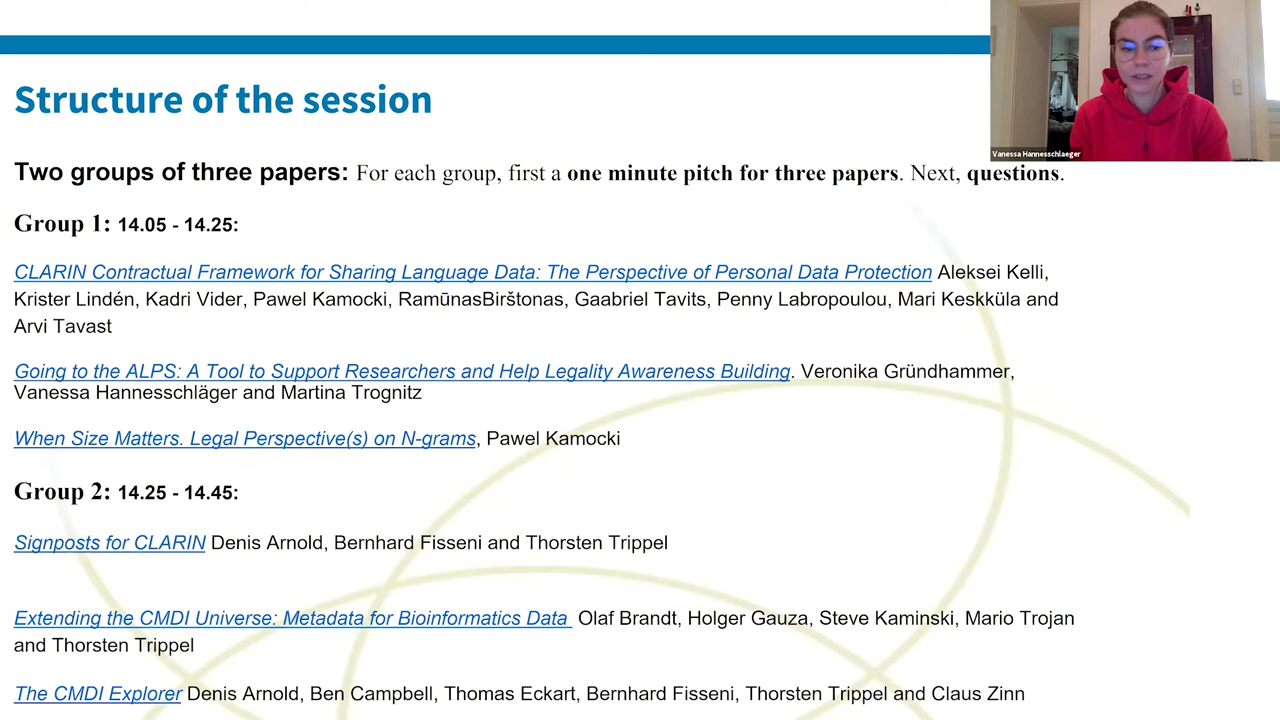 Structure of the session
Vanessa Hannesschlaeger
Two groups of three papers: For each group, first a one minute pitch for three papers. Next, questions.
Group 1: 14.05 - 14.25:
CLARIN Contractual Framework for Sharing Language Data: The Perspective of Personal Data Protection Aleksei Kelli,
Krister Lindén, Kadri Vider, Pawel Kamocki, RamūnasBirštonas, Gaabriel Tavits, Penny Labropoulou, Mari Keskküla and
Arvi Tavast
Going to the ALPS: A Tool to Support Researchers and Help Legality Awareness Building. Veronika Gründhammer,
Vanessa Hannesschläger and Martina Trognitz
When Size Matters. Legal Perspective(s) on N-grams, Pawel Kamocki
Group 2: 14.25 - 14.45:
Signposts for CLARIN Denis Arnold, Bernhard Fisseni and Thorsten Trippel
Extending the CMDI Universe: Metadata for Bioinformatics Data Olaf Brandt, Holger Gauza, Steve Kaminski, Mario Trojan
and Thorsten Trippel
The CMDI Explorer Denis Arnold, Ben Campbell, Thomas Eckart, Bernhard Fisseni, Thorsten Trippel and Claus Zinn